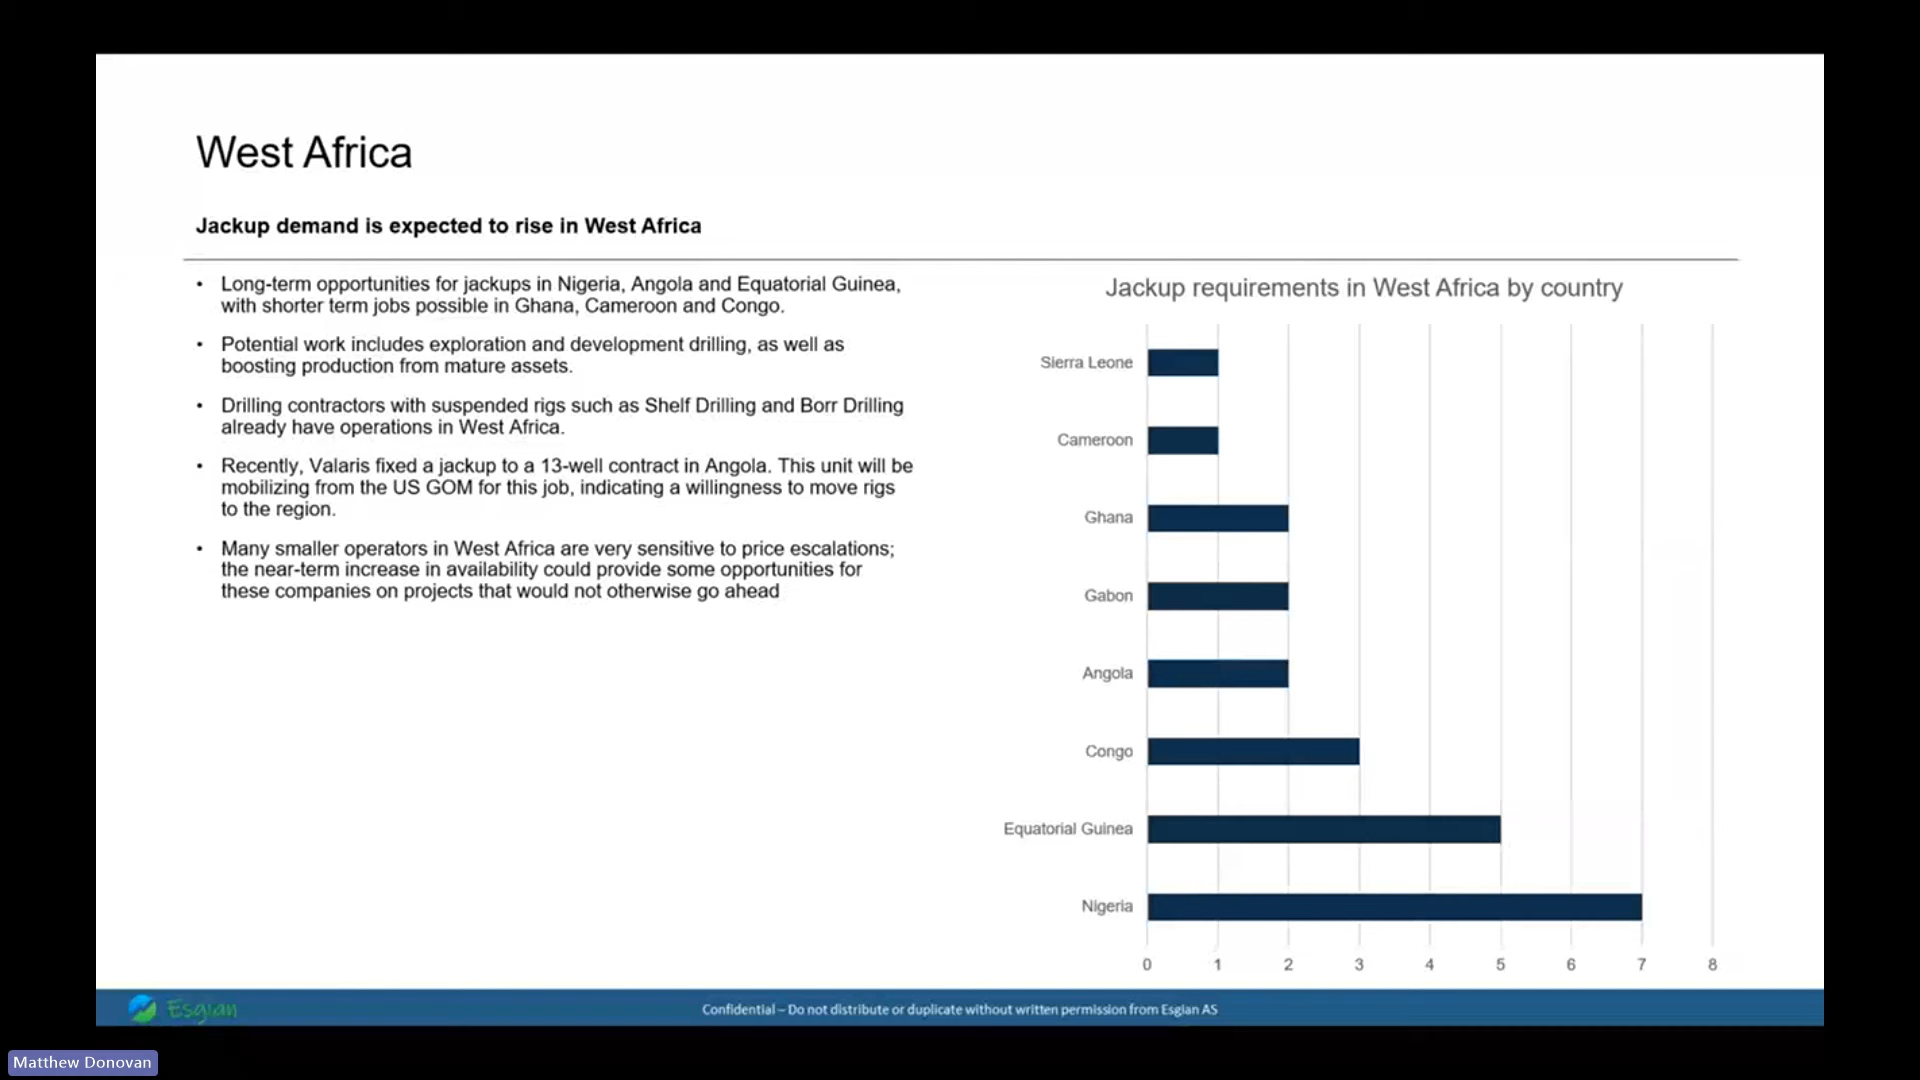 West Africa
Jackup demand is expected to rise in West Africa
• Long-term opportunities for jackups in Nigeria, Angola and Equatorial Guinea,
with shorter term jobs possible in Ghana, Cameroon and Congo.
• Potential work includes exploration and development drilling, as well as
boosting production from mature assets.
• Drilling contractors with suspended rigs such as Shelf Drilling and Borr Drilling
already have operations in West Africa.
• Recently, Valaris fixed a jackup to a 13-well contract in Angola. This unit will be
mobilizing from the US GOM for this job, indicating a willingness to move rigs
to the region.
• Many smaller operators in West Africa are very sensitive to price escalations;
the near-term increase in availability could provide some opportunities for
these companies on projects that would not otherwise go ahead
Jackup requirements in West Africa by country
Sierra Leone
Cameroon
Ghana
Gabon
Angola
Congo
Equatorial Guinea
Nigeria
0 1 2 3 4 5 6 7 8
Esgian
Confidential – Do not distribute or duplicate without written permission from Esgian AS
Matthew Donovan